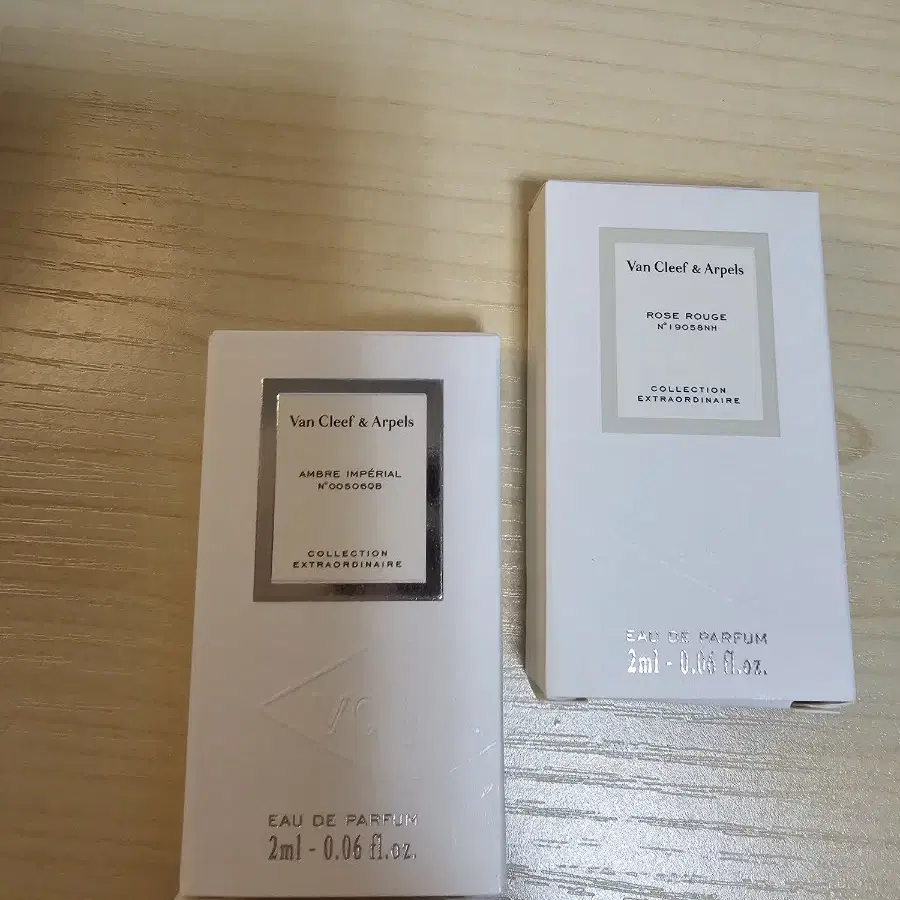 Van Cleef & Arpels
AMBRE IMPÉRIAL
N°00506QB
COLLECTION
EXTRAORDINAIRE
EAU DE PARFUM
2ml - 0.06 fl.oz.
Van Cleef & Arpels
ROSE ROUGE
N°19058NH
COLLECTION
EXTRAORDINAIRE
EAU DE PARFUM
2ml - 0.06 fl.oz.